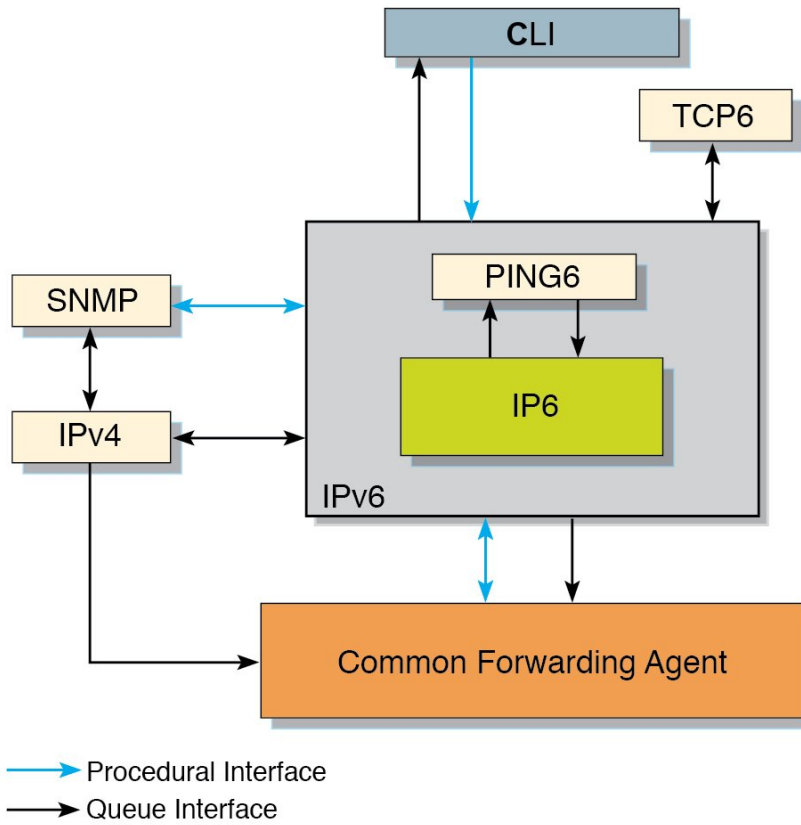 CLI
TCP6
PING6
SNMP
IP6
IPv4
IPv6
Common Forwarding Agent
Procedural Interface
Queue Interface